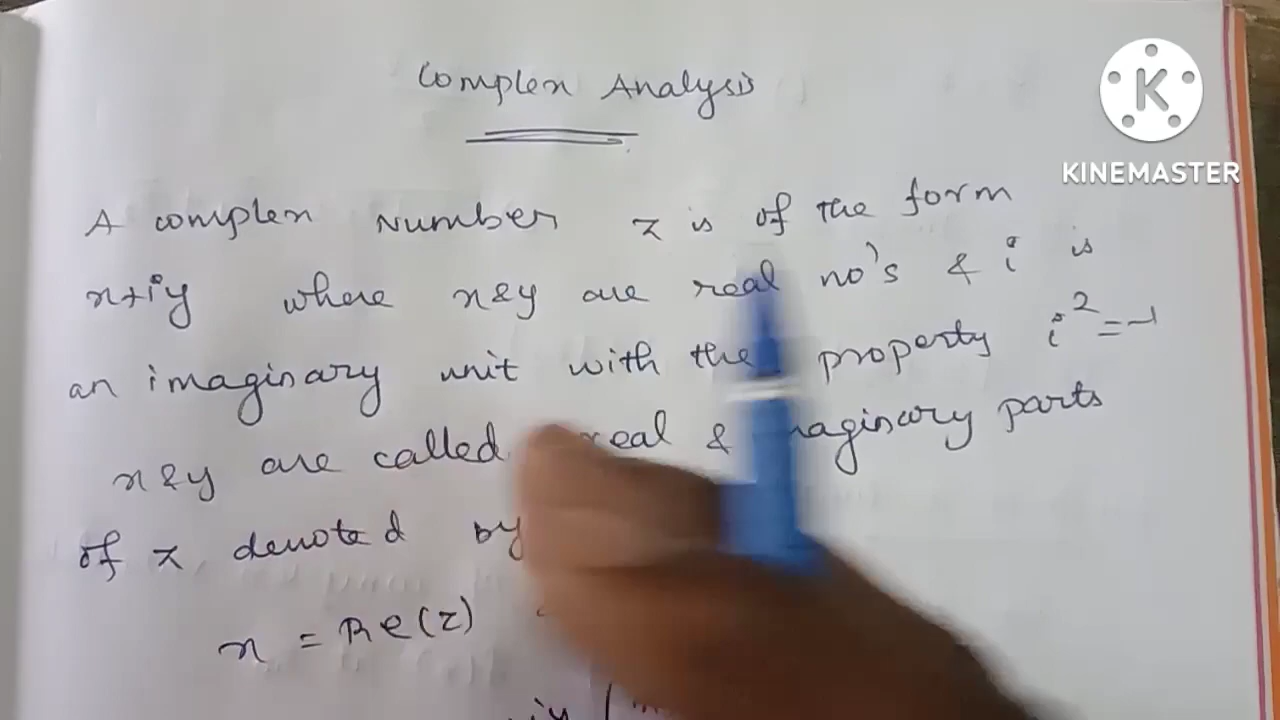 Complex Analysis
K
KINEMASTER
A complex Number z is of the form
x+iy where x&y are real no's & i is
an imaginary unit with the property i²=-1
x&y are called real & parts
of z denoted by
x = Re(z)